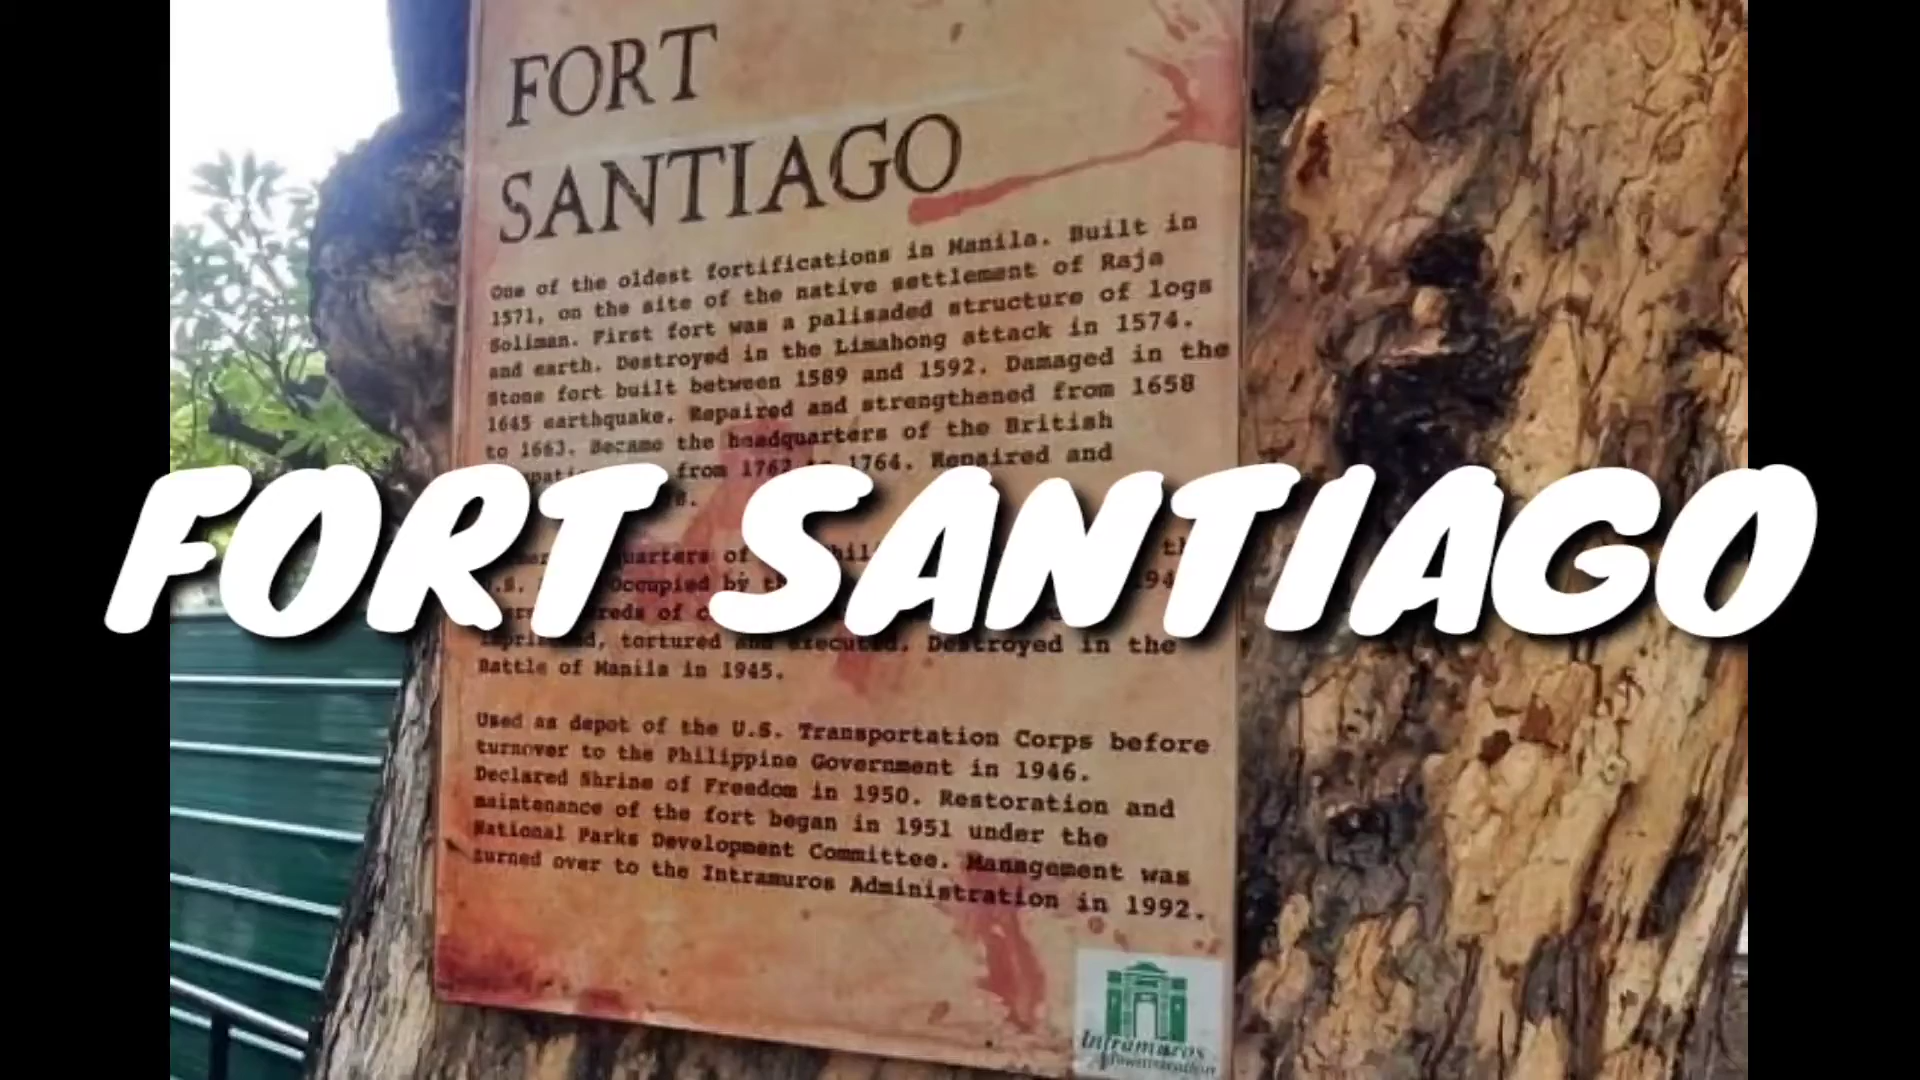 FORT
SANTIAGO
One of the oldest fortifications in Manila. Built in
1571, on the site of the native settlement of Raja
Soliman. First fort was a palisaded structure of logs
and earth. Destroyed in the Limahong attack in 1574.
Stone fort built between 1589 and 1592. Damaged in the
1645 earthquake. Repaired and strengthened from 1658
to 1663. Became the headquarters of the British
from 1762 to 1764. Repaired and
FORT SANTIAGO
of
Occupied by
of
tortured and executed. Destroyed in the
Battle of Manila in 1945.
Used as depot of the U.S. Transportation Corps before
turnover to the Philippine Government in 1946.
Declared Shrine of Freedom in 1950. Restoration and
maintenance of the fort began in 1951 under the
National Parks Development Committee. Management was
turned over to the Intramuros Administration in 1992.
Intramuros
Administration